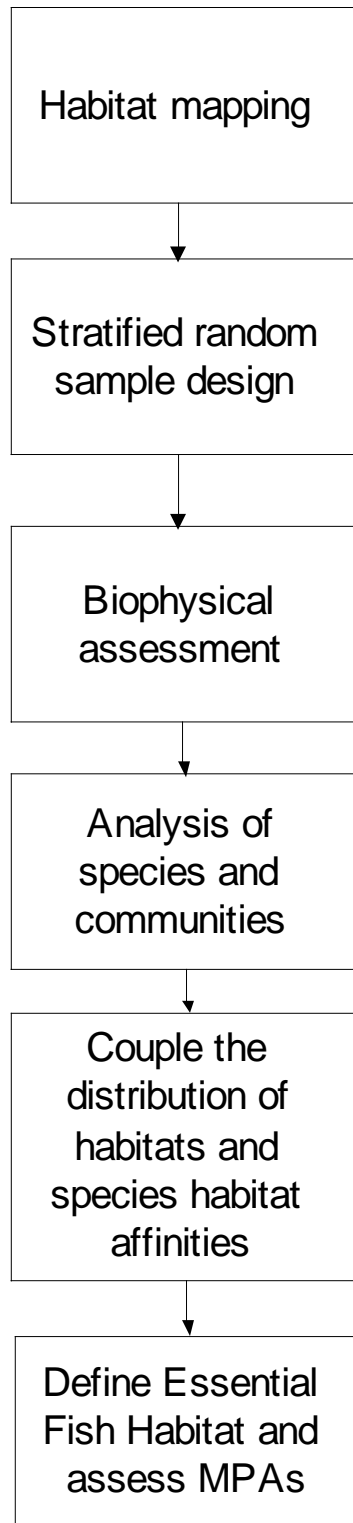 Habitat mapping
Stratified random
sample design
Biophysical
assessment
Analysis of
species and
communities
Couple the
distribution of
habitats and
species habitat
affinities
Define Essential
Fish Habitat and
assess MPAs